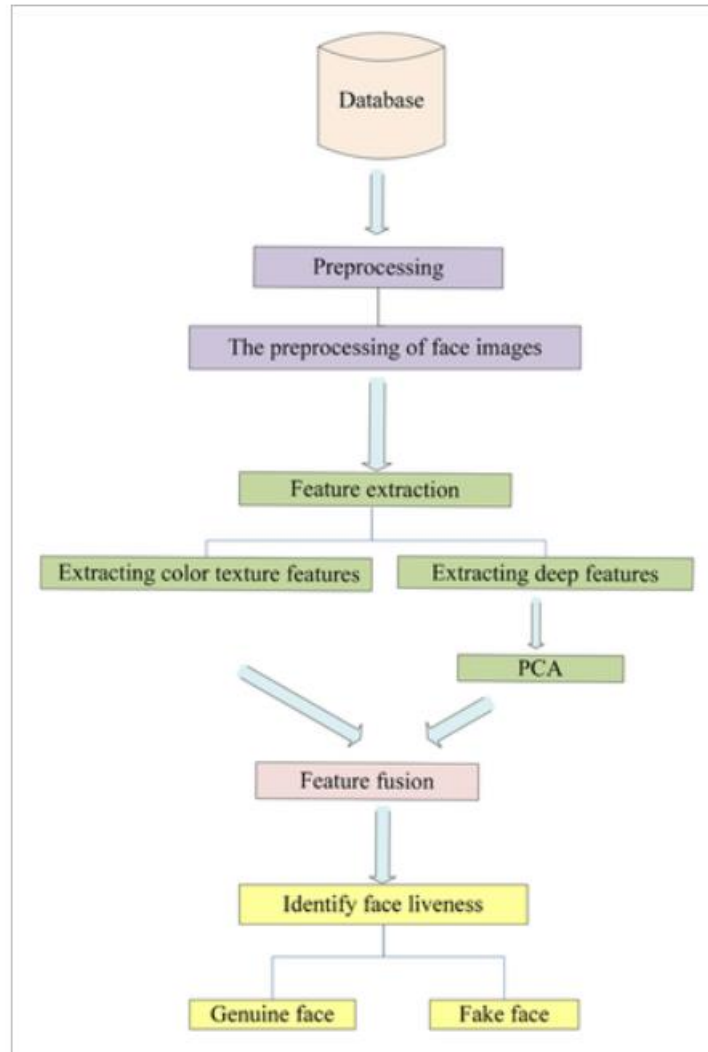 Database
Preprocessing
The preprocessing of face images
Feature extraction
Extracting color texture features
Extracting deep features
PCA
Feature fusion
Identify face liveness
Genuine face
Fake face